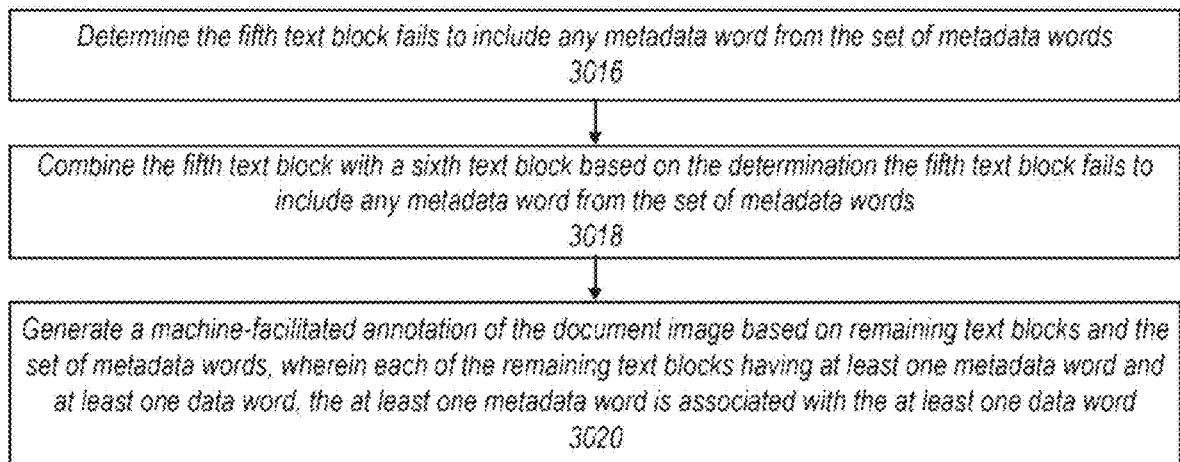 Determine the fifth text block fails to include any metadata word from the set of metadata words
3016
Combine the fifth text block with a sixth text block based on the determination the fifth text block fails to
include any metadata word from the set of metadata words
3018
Generate a machine-facilitated annotation of the document image based on remaining text blocks and the
set of metadata words, wherein each of the remaining text blocks having at least one metadata word and
at least one data word, the at least one metadata word is associated with the at least one data word
3020